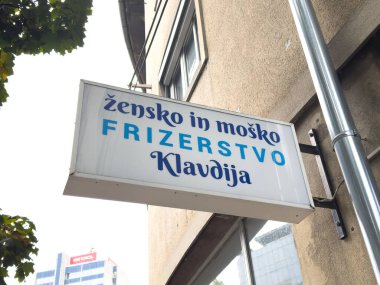 žensko in moško
FRIZERSTVO
Klavdija
PETROL